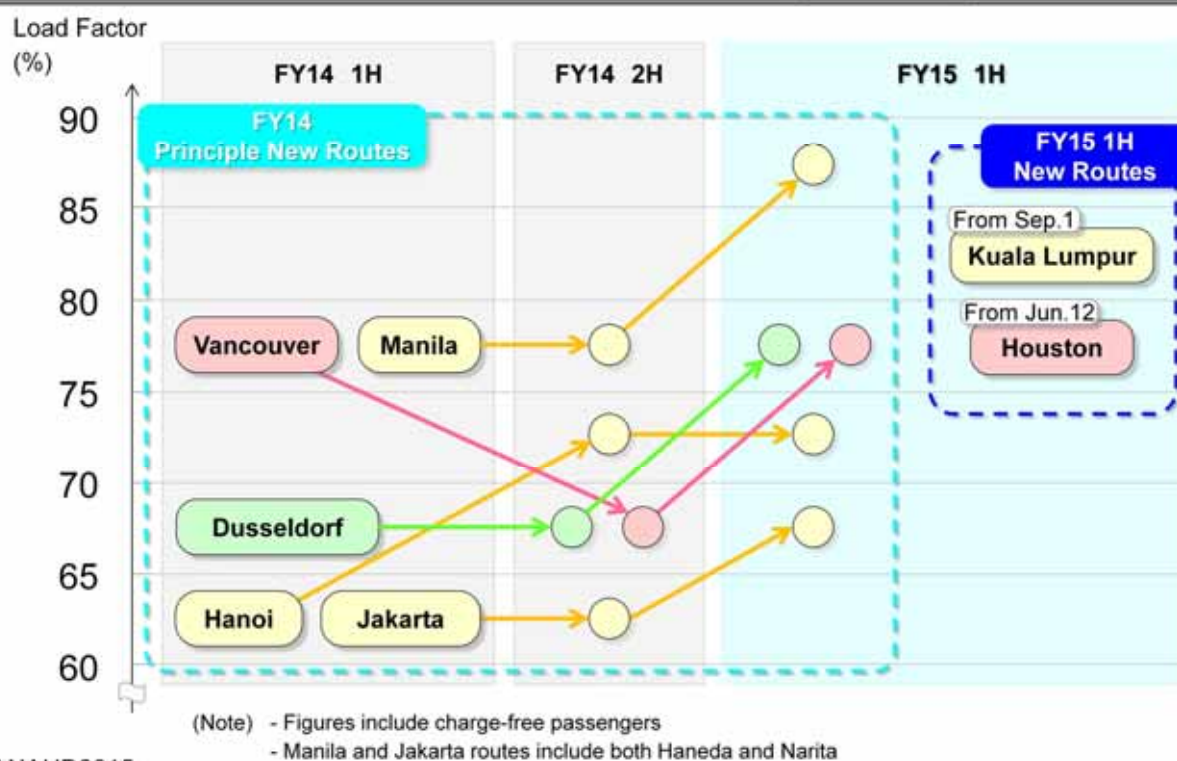 Load Factor
(%)
FY14 1H
FY14 2H
FY15 1H
90
85
80
75
70
65
60
FY14
Principle New Routes
FY15 1H
New Routes
From Sep.1
Kuala Lumpur
From Jun.12
Houston
Vancouver
Manila
Dusseldorf
Hanoi
Jakarta
(Note) - Figures include charge-free passengers
- Manila and Jakarta routes include both Haneda and Narita